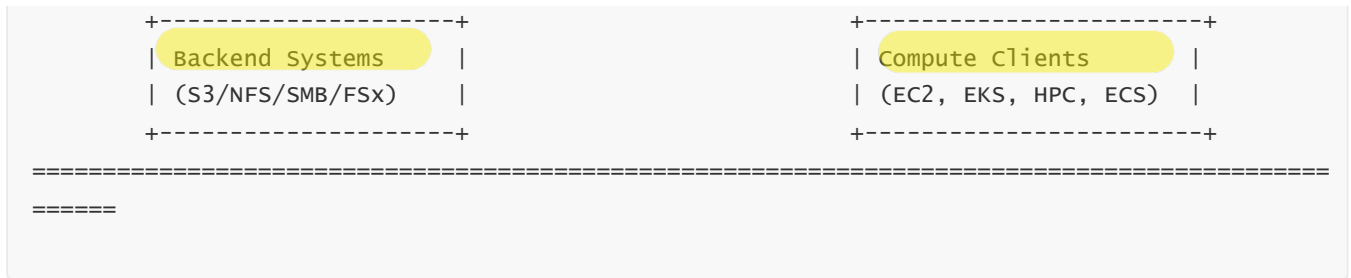 +---------------------+ +------------------------+
| Backend Systems | | Compute Clients |
| (S3/NFS/SMB/FSx) | | (EC2, EKS, HPC, ECS) |
+---------------------+ +------------------------+
============================================================================================
======